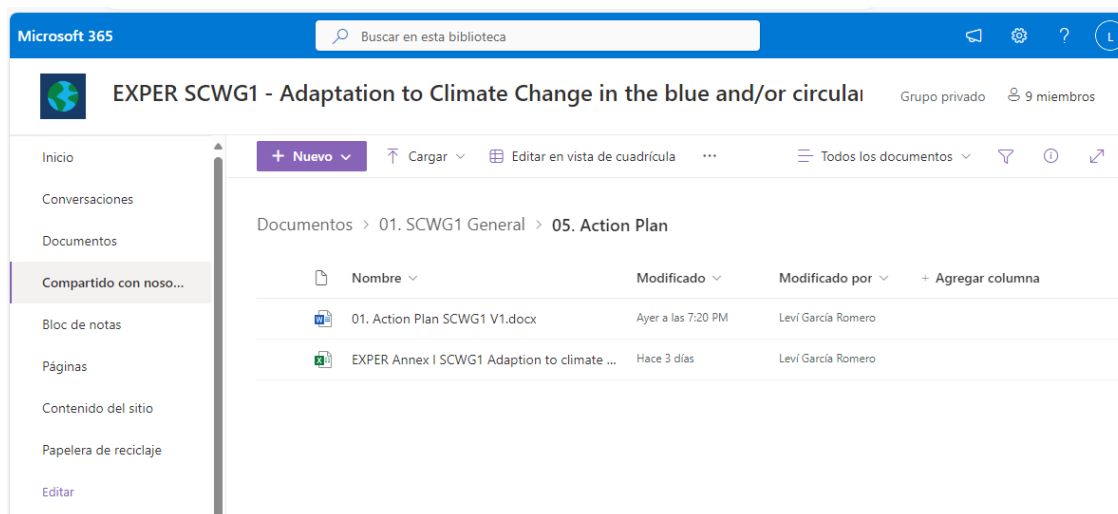 Microsoft 365
Buscar en esta biblioteca
?
L
EXPER SCWG1 - Adaptation to Climate Change in the blue and/or circular
Grupo privado
9 miembros
Inicio
Conversaciones
Documentos
Compartido con noso...
Bloc de notas
Páginas
Contenido del sitio
Papelera de reciclaje
Editar
+ Nuevo
Cargar
Editar en vista de cuadrícula
...
Todos los documentos
Documentos > 01. SCWG1 General > 05. Action Plan
Nombre Modificado Modificado por + Agregar columna
01. Action Plan SCWG1 V1.docx Ayer a las 7:20 PM Leví García Romero
EXPER Annex I SCWG1 Adaption to climate ... Hace 3 días Leví García Romero